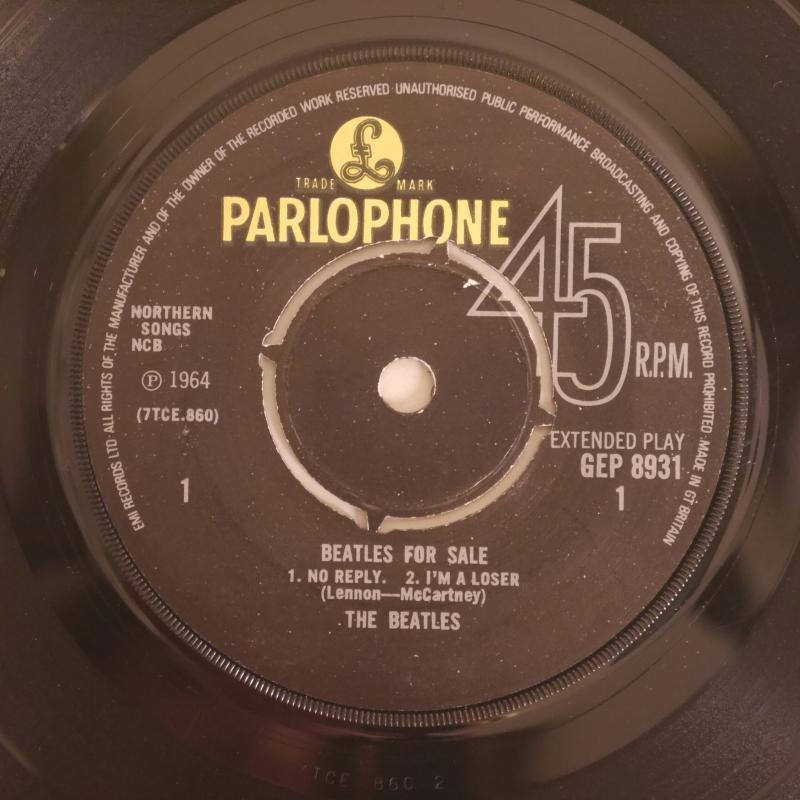 EMI RECORDS LTD·ALL RIGHTS OF THE MANUFACTURER AND OF THE OWNER OF THE RECORDED WORK RESERVED·UNAUTHORISED PUBLIC PERFORMANCE BROADCASTING AND COPYING OF THIS RECORD PROHIBITED·MADE IN GT BRITAIN
£
TRADE MARK
PARLOPHONE
45
R.P.M.
NORTHERN
SONGS
NCB
℗ 1964
(7TCE.860)
1
EXTENDED PLAY
GEP 8931
1
BEATLES FOR SALE
1. NO REPLY. 2. I'M A LOSER
(Lennon—McCartney)
THE BEATLES
TCE 860 2